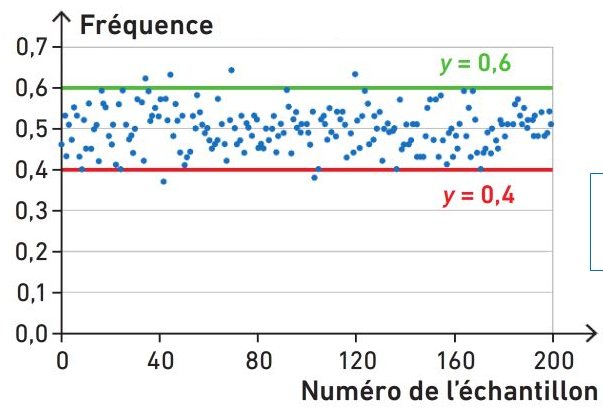 Fréquence
0,7
y = 0,6
0,6
0,5
0,4
y = 0,4
0,3
0,2
0,1
0,0
0 40 80 120 160 200
Numéro de l'échantillon